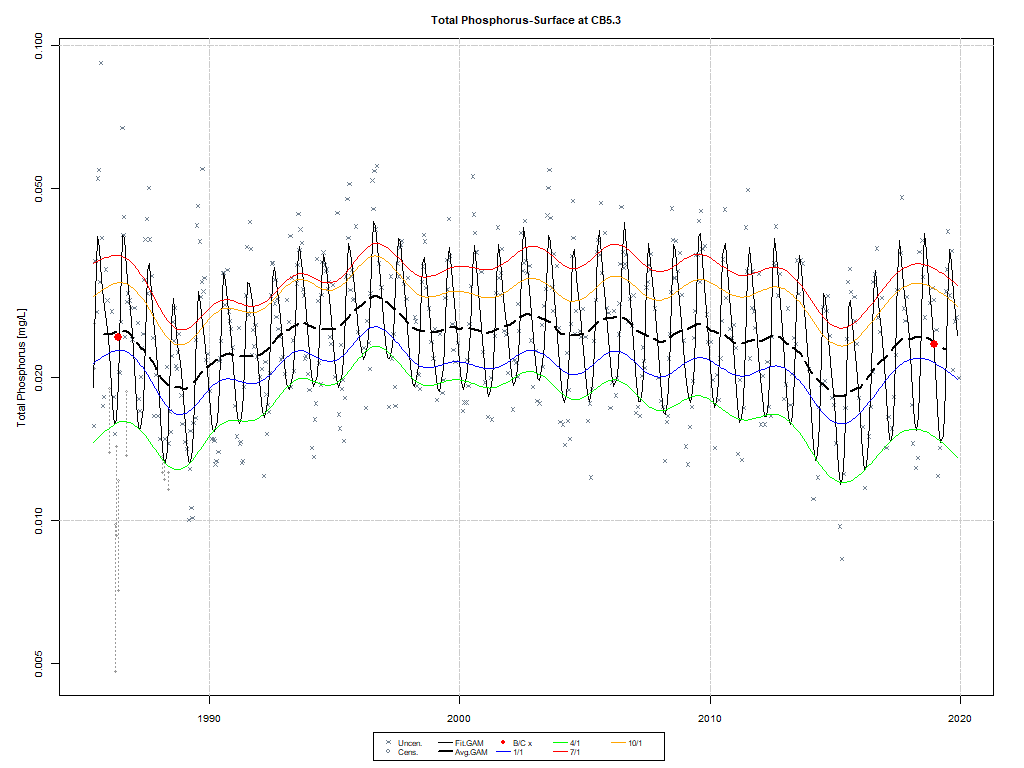 Total Phosphorus-Surface at CB5.3
Total Phosphorus [mg/L]
0.100
0.050
0.020
0.010
0.005
1990 2000 2010 2020
Uncen. Fit.GAM B/C x 4/1 10/1
Cens. Avg.GAM 1/1 7/1